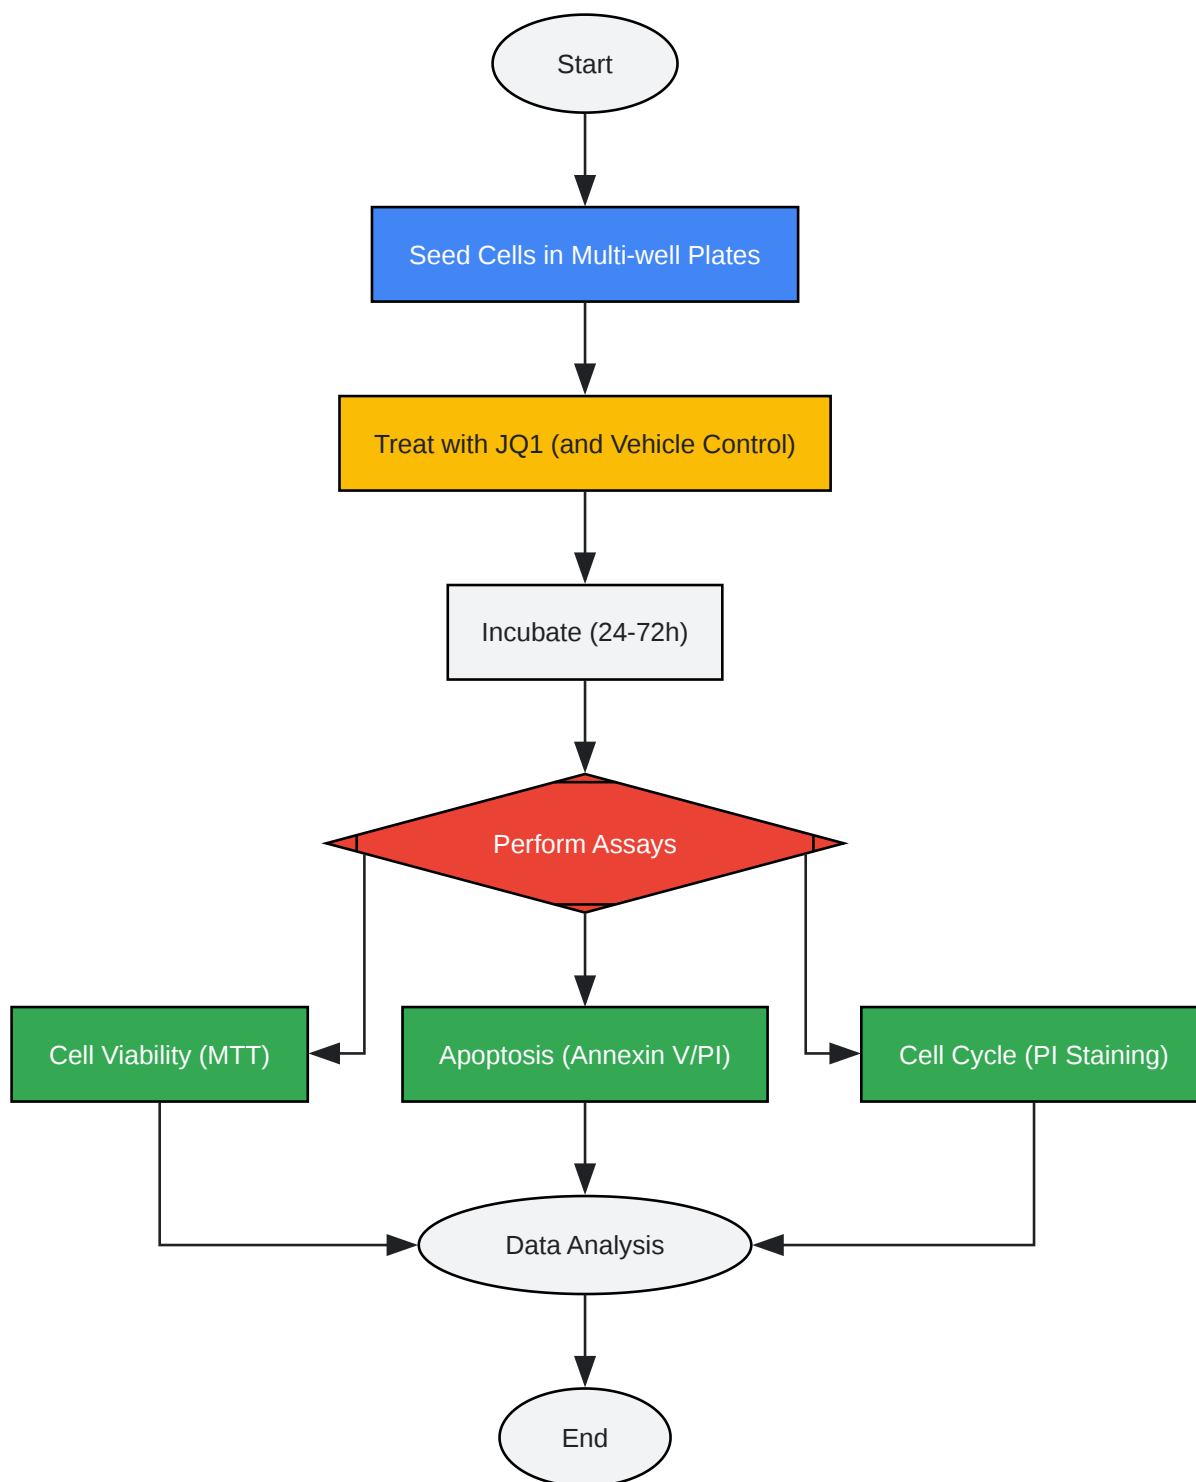 Start
Seed Cells in Multi-well Plates
Treat with JQ1 (and Vehicle Control)
Incubate (24-72h)
Perform Assays
Cell Viability (MTT)
Apoptosis (Annexin V/PI)
Cell Cycle (PI Staining)
Data Analysis
End